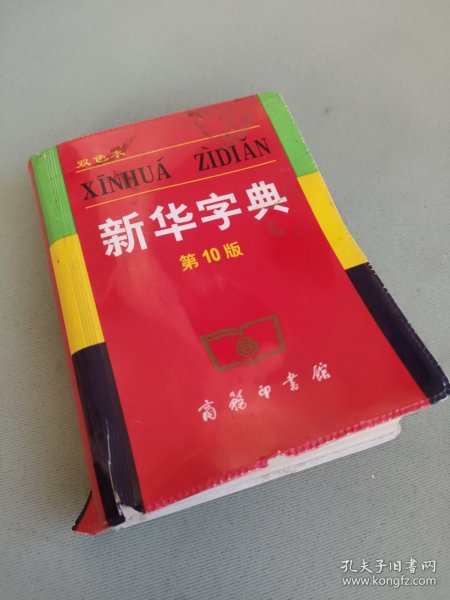 双色本
XĪNHUÁ ZÌDIǍN
新华字典
第10版
商务印书馆
孔夫子旧书网
www.kongfz.com